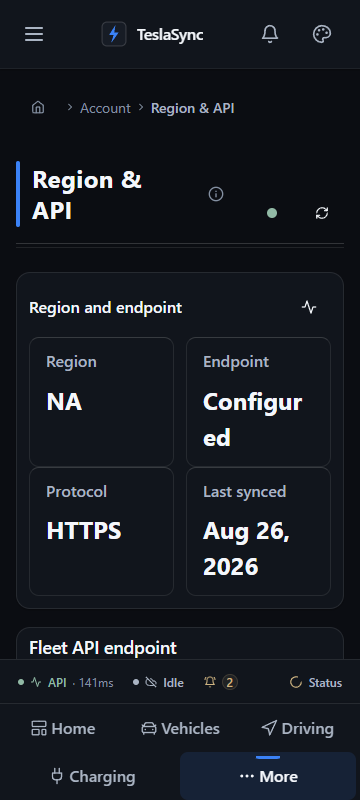 TeslaSync
Account > Region & API
Region &
API
Region and endpoint
Region
NA
Endpoint
Configur
ed
Protocol
HTTPS
Last synced
Aug 26,
2026
Fleet API endpoint
API · 141ms Idle 2 Status
Home Vehicles Driving
Charging ··· More